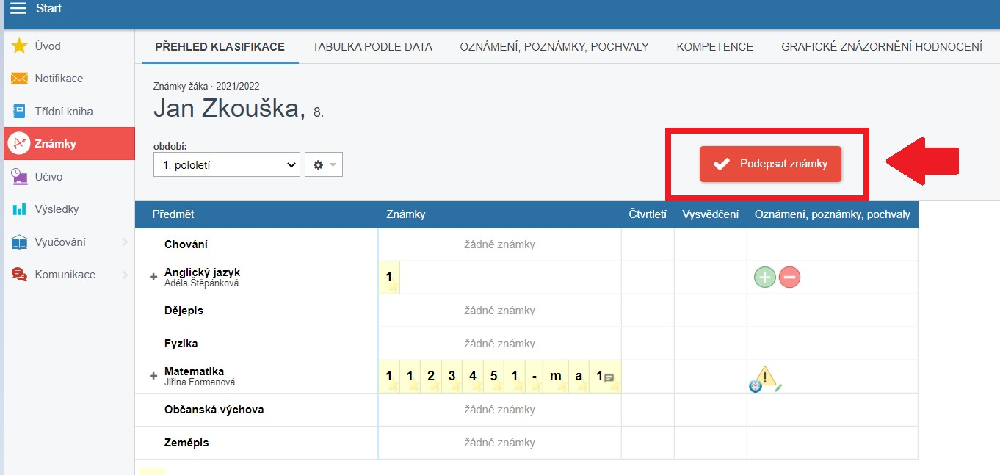 Start
Úvod
Notifikace
Třídní kniha
Známky
Učivo
Výsledky
Vyučování
Komunikace
PŘEHLED KLASIFIKACE TABULKA PODLE DATA OZNÁMENÍ, POZNÁMKY, POCHVALY KOMPETENCE GRAFICKÉ ZNÁZORNĚNÍ HODNOCENÍ
Známky žáka · 2021/2022
Jan Zkouška, 8.
období:
1. pololetí
Podepsat známky
Předmět Známky Čtvrtletí Vysvědčení Oznámení, poznámky, pochvaly
Chování žádné známky
Anglický jazyk 1
Adéla Štěpánková
Dějepis žádné známky
Fyzika žádné známky
Matematika 1 1 2 3 4 5 1 - m a 1
Jiřina Formanová
Občanská výchova žádné známky
Zeměpis žádné známky